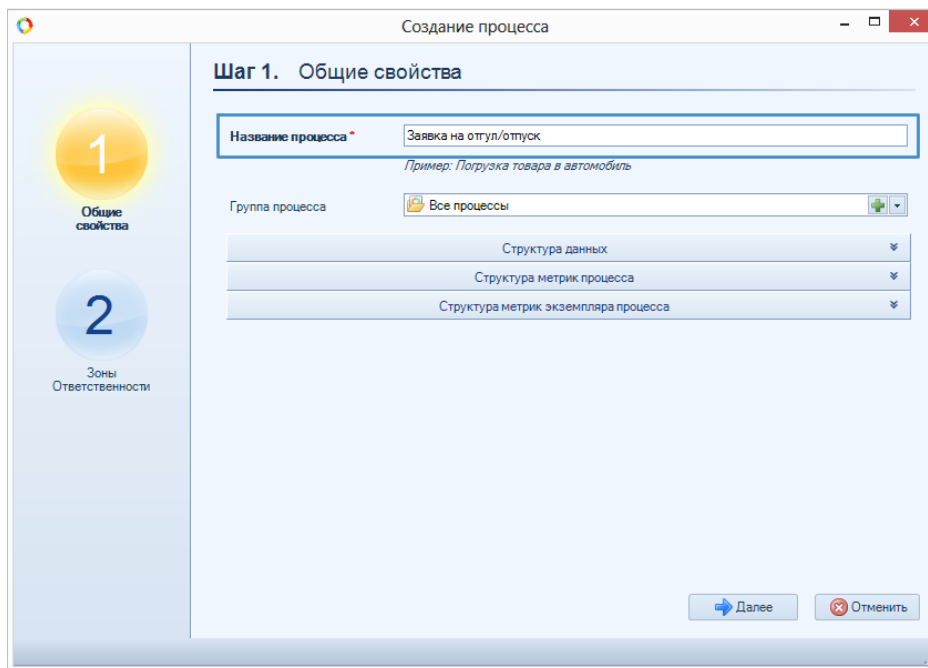 Создание процесса
Шаг 1. Общие свойства
1
Общие
свойства
2
Зоны
Ответственности
Название процесса *
Заявка на отгул/отпуск
Пример: Погрузка товара в автомобиль
Группа процесса
Все процессы
Структура данных
Структура метрик процесса
Структура метрик экземпляра процесса
Далее
Отменить